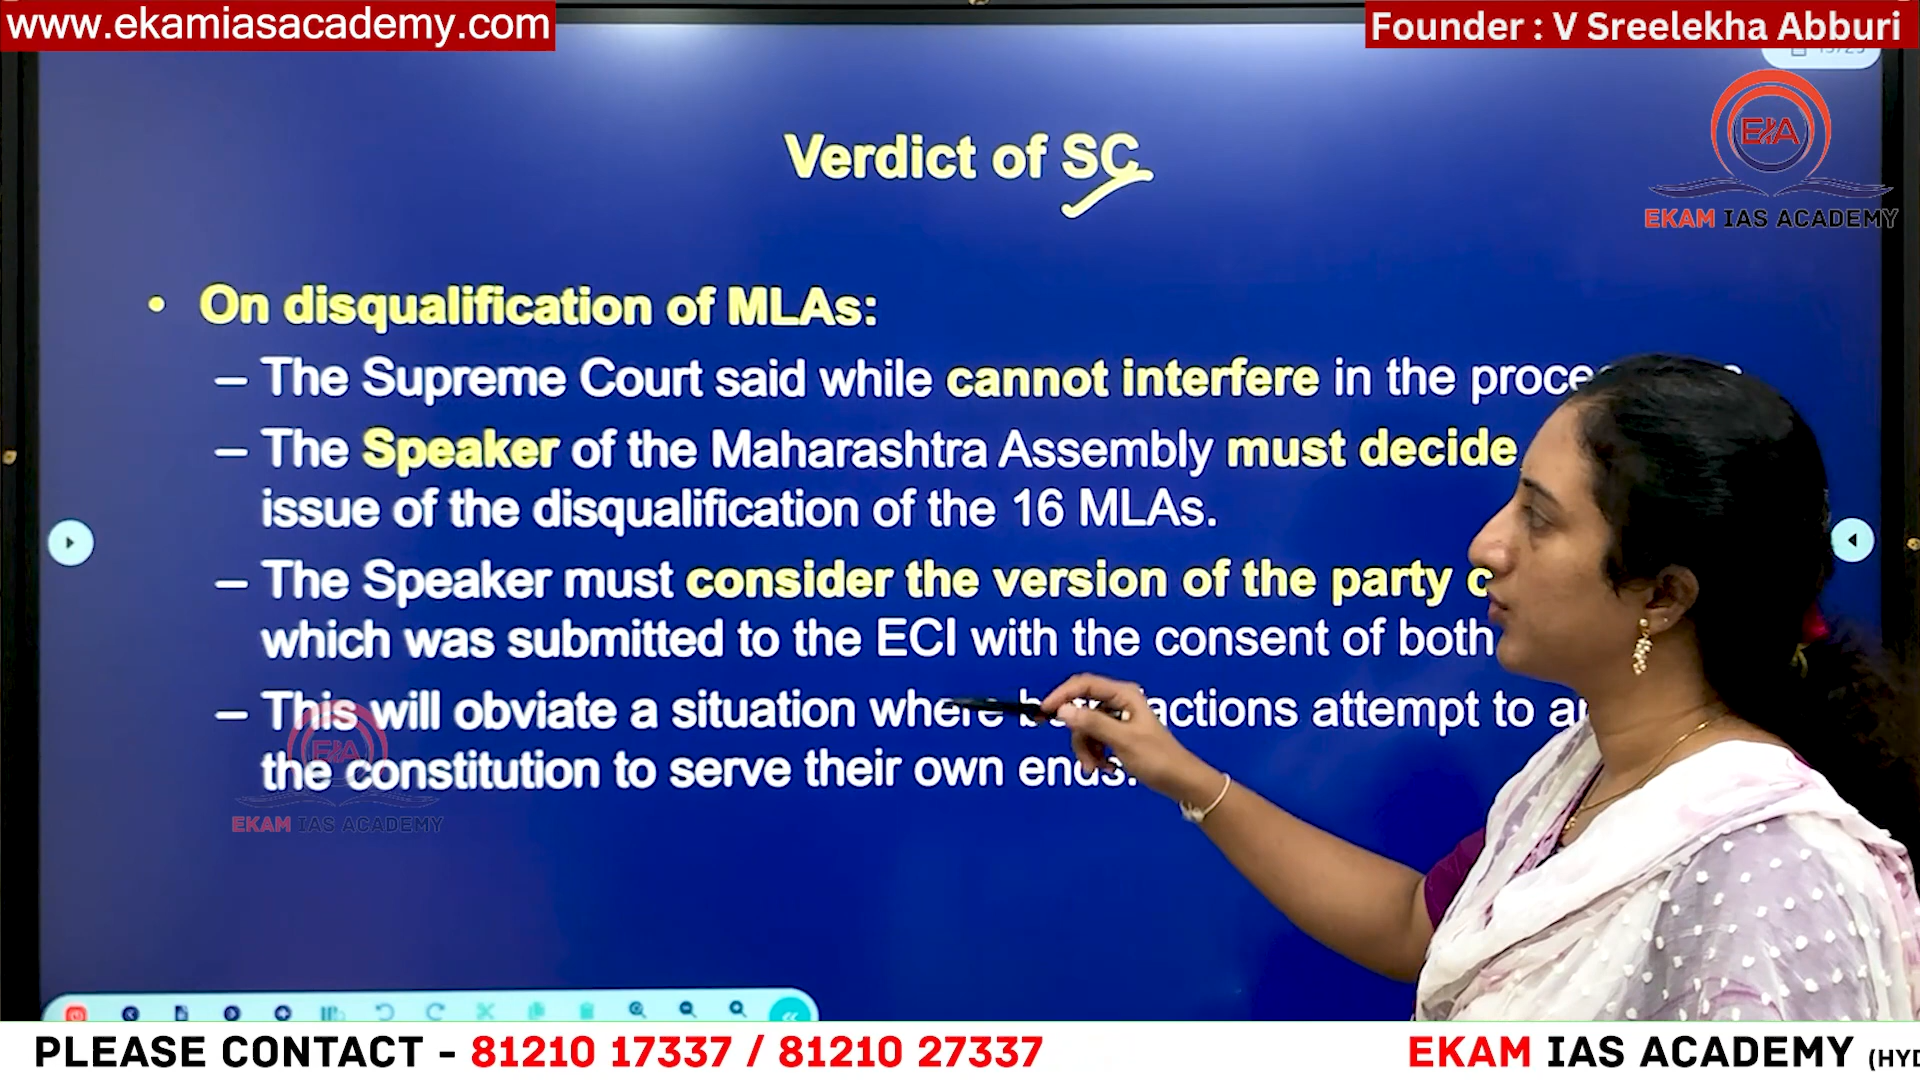 www.ekamiasacademy.com
Founder : V Sreelekha Abburi
EKAM IAS ACADEMY
Verdict of SC
• On disqualification of MLAs:
– The Supreme Court said while cannot interfere in the
– The Speaker of the Maharashtra Assembly must decide
issue of the disqualification of the 16 MLAs.
– The Speaker must consider the version of the party
which was submitted to the ECI with the consent of both
– This will obviate a situation where attempt to
the constitution to serve their own ends.
EKAM IAS ACADEMY
PLEASE CONTACT - 81210 17337 / 81210 27337
EKAM IAS ACADEMY